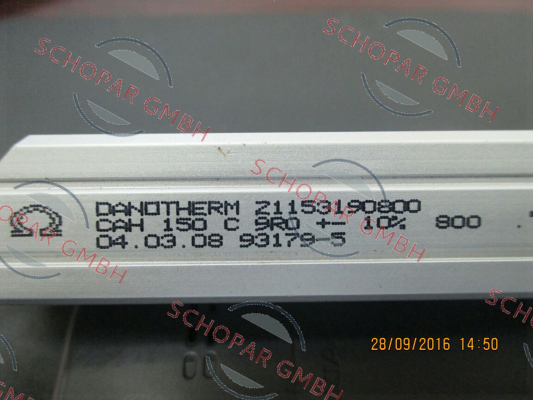 DANOTHERM Z1153190800
CAH 150 C 9R0 +- 10% 800
04.03.08 93179-5
28/09/2016 14:50
SCHOPAR GMBH
SCHOPAR GMBH
SCHOPAR GMBH
SCHOPAR GMBH
SCHOPAR GMBH